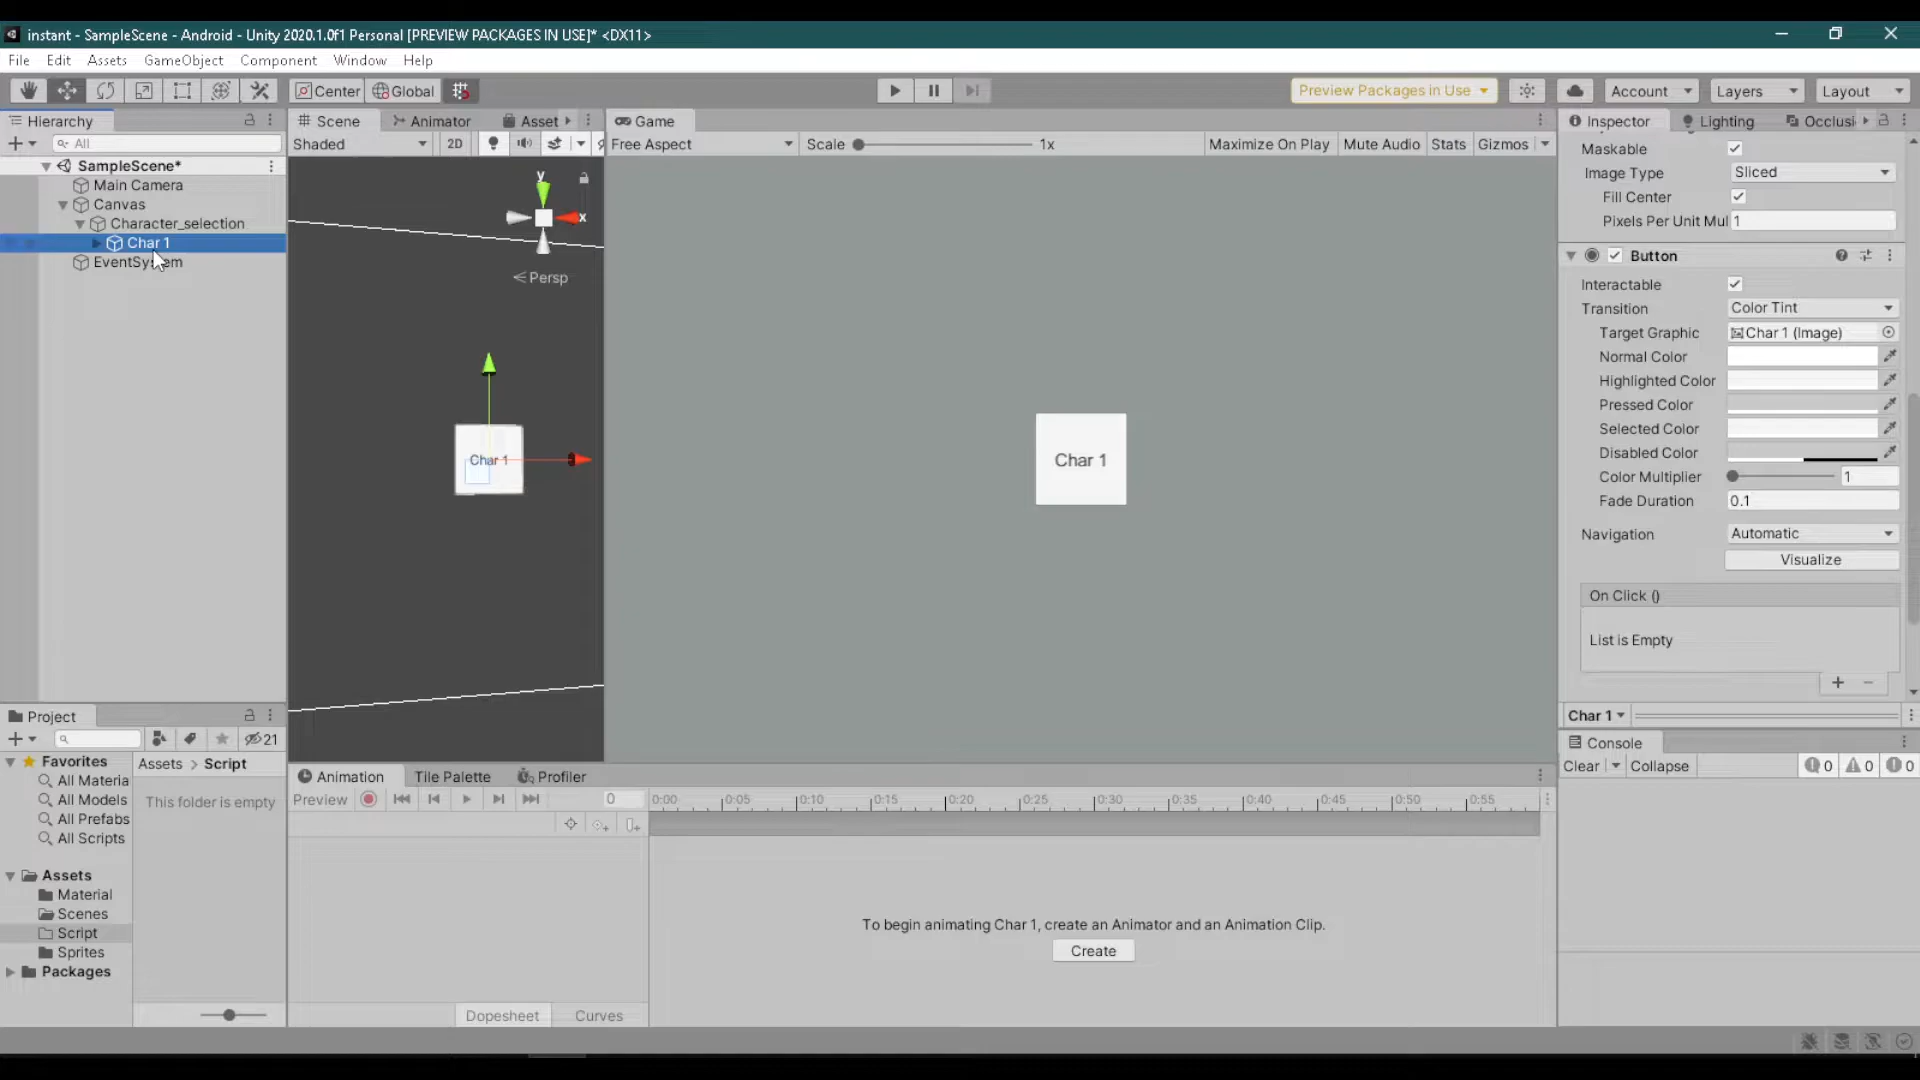 instant - SampleScene - Android - Unity 2020.1.0f1 Personal [PREVIEW PACKAGES IN USE]* <DX11>
File Edit Assets GameObject Component Window Help
Center Global Preview Packages in Use Account Layers Layout
Hierarchy
All
SampleScene*
Main Camera
Canvas
Character_selection
Char 1
EventSystem
Scene Animator Asset
Shaded 2D
y
x
Persp
Char 1
Game
Free Aspect Scale 1x Maximize On Play Mute Audio Stats Gizmos
Char 1
Inspector Lighting Occlusi
Maskable
Image Type Sliced
Fill Center
Pixels Per Unit Mul 1
Button
Interactable
Transition Color Tint
Target Graphic Char 1 (Image)
Normal Color
Highlighted Color
Pressed Color
Selected Color
Disabled Color
Color Multiplier 1
Fade Duration 0.1
Navigation Automatic
Visualize
On Click ()
List is Empty
Char 1
Project
21
Favorites
All Materia
All Models
All Prefabs
All Scripts
Assets
Material
Scenes
Script
Sprites
Packages
Assets > Script
This folder is empty
Animation Tile Palette Profiler
Preview 0 0:00 0:05 0:10 0:15 0:20 0:25 0:30 0:35 0:40 0:45 0:50 0:55
To begin animating Char 1, create an Animator and an Animation Clip.
Create
Dopesheet Curves
Console
Clear Collapse 0 0 0